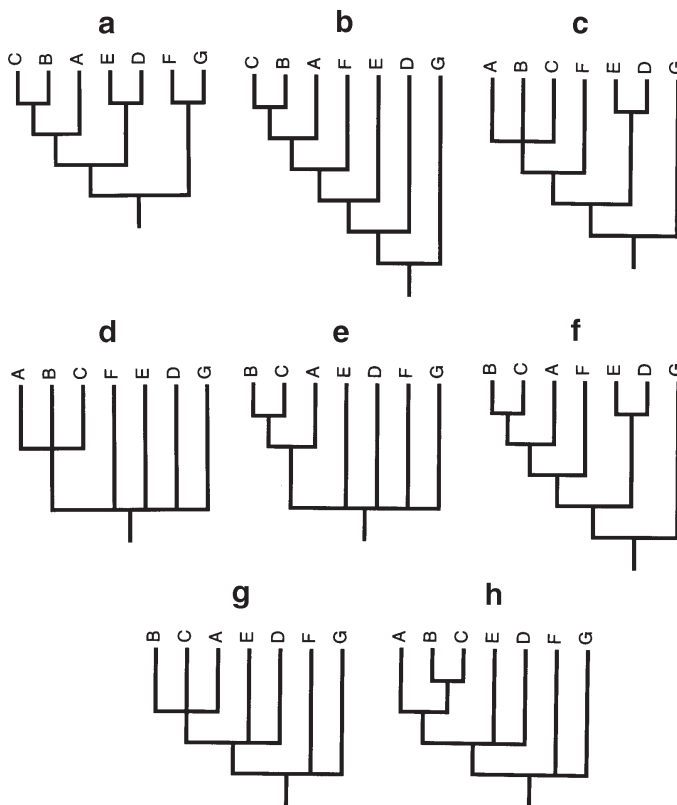 a
C B A E D F G
b
C B A F E D G
c
A B C F E D G
d
A B C F E D G
e
B C A E D F G
f
B C A F E D G
g
B C A E D F G
h
A B C E D F G